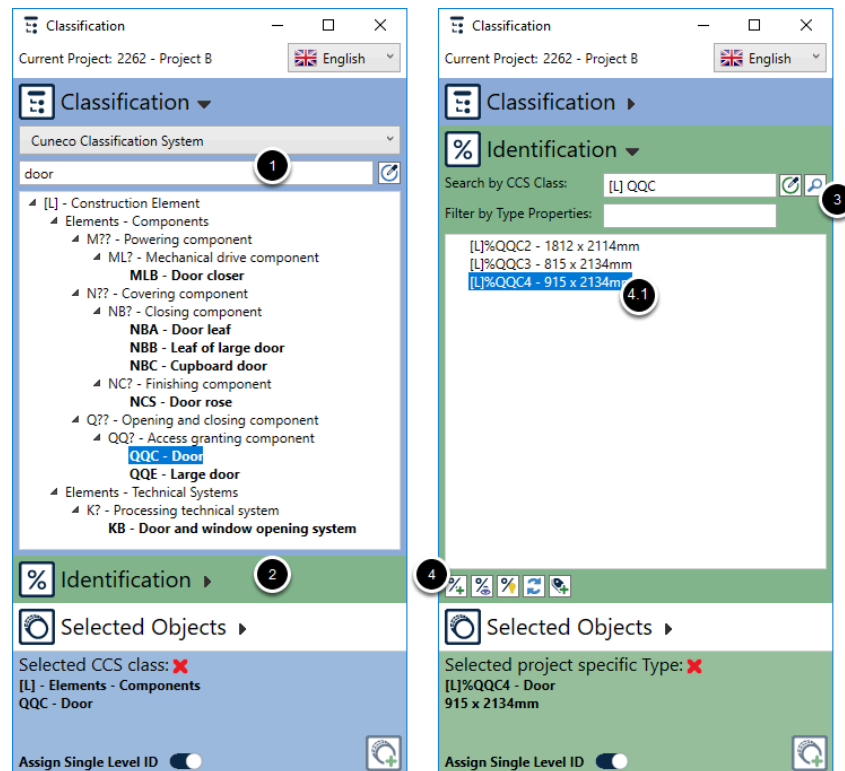 Classification
Current Project: 2262 - Project B
English
Classification
Cuneco Classification System
door
1
[L] - Construction Element
Elements - Components
M?? - Powering component
ML? - Mechanical drive component
MLB - Door closer
N?? - Covering component
NB? - Closing component
NBA - Door leaf
NBB - Leaf of large door
NBC - Cupboard door
NC? - Finishing component
NCS - Door rose
Q?? - Opening and closing component
QQ? - Access granting component
QQC - Door
QQE - Large door
Elements - Technical Systems
K? - Processing technical system
KB - Door and window opening system
% Identification
2
Selected Objects
Selected CCS class:
[L] - Elements - Components
QQC - Door
Assign Single Level ID
Classification
Current Project: 2262 - Project B
English
Classification
% Identification
Search by CCS Class: [L] QQC
3
Filter by Type Properties:
[L]%QQC2 - 1812 x 2114mm
[L]%QQC3 - 815 x 2134mm
[L]%QQC4 - 915 x 2134mm
4.1
4
Selected Objects
Selected project specific Type:
[L]%QQC4 - Door
915 x 2134mm
Assign Single Level ID